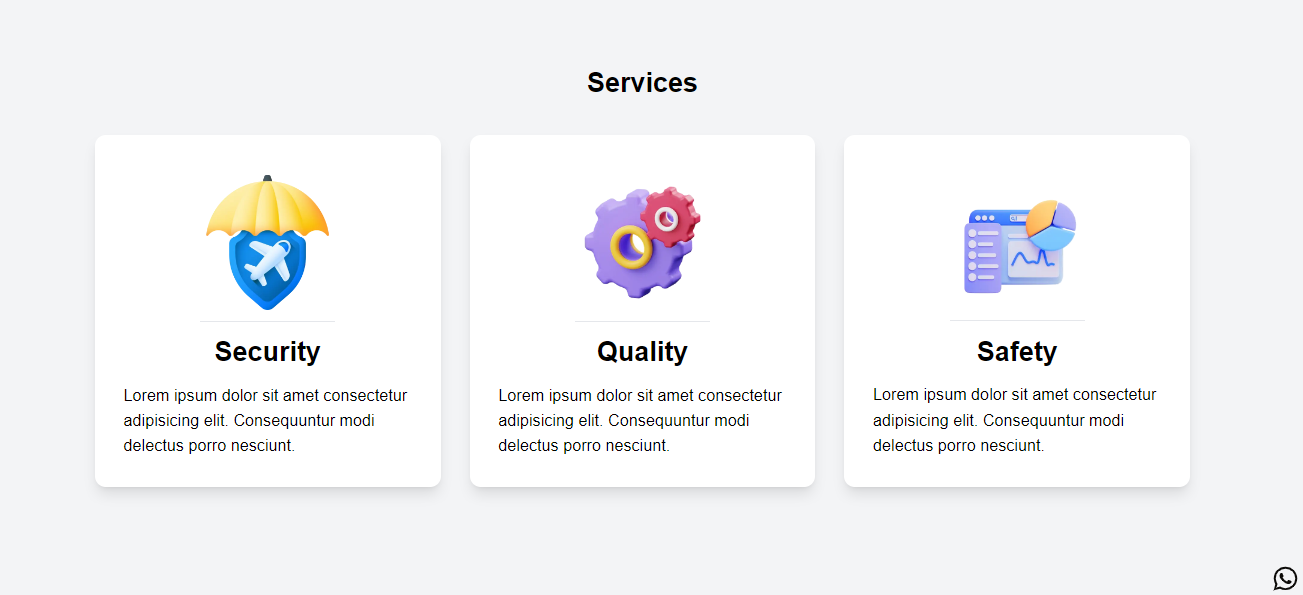 Services
Security
Lorem ipsum dolor sit amet consectetur
adipisicing elit. Consequuntur modi
delectus porro nesciunt.
Quality
Lorem ipsum dolor sit amet consectetur
adipisicing elit. Consequuntur modi
delectus porro nesciunt.
Safety
Lorem ipsum dolor sit amet consectetur
adipisicing elit. Consequuntur modi
delectus porro nesciunt.